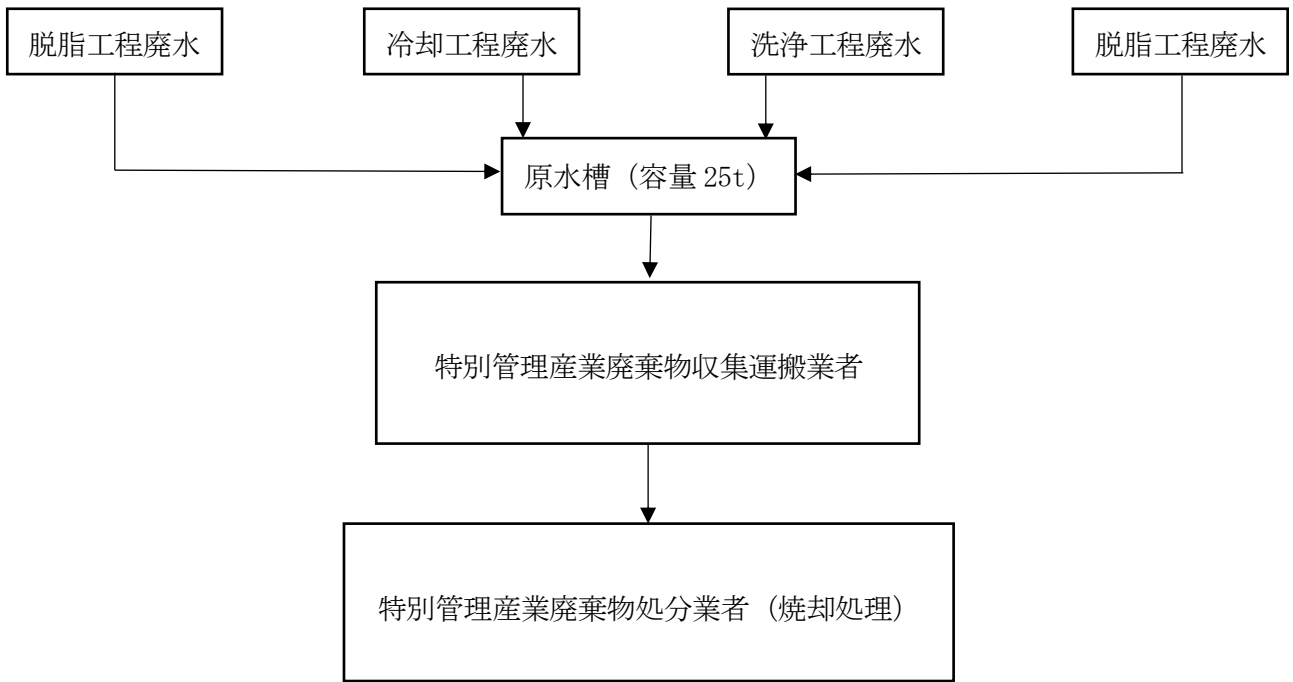 脱脂工程廃水
冷却工程廃水
洗浄工程廃水
脱脂工程廃水
原水槽（容量 25t）
特別管理産業廃棄物収集運搬業者
特別管理産業廃棄物処分業者（焼却処理）